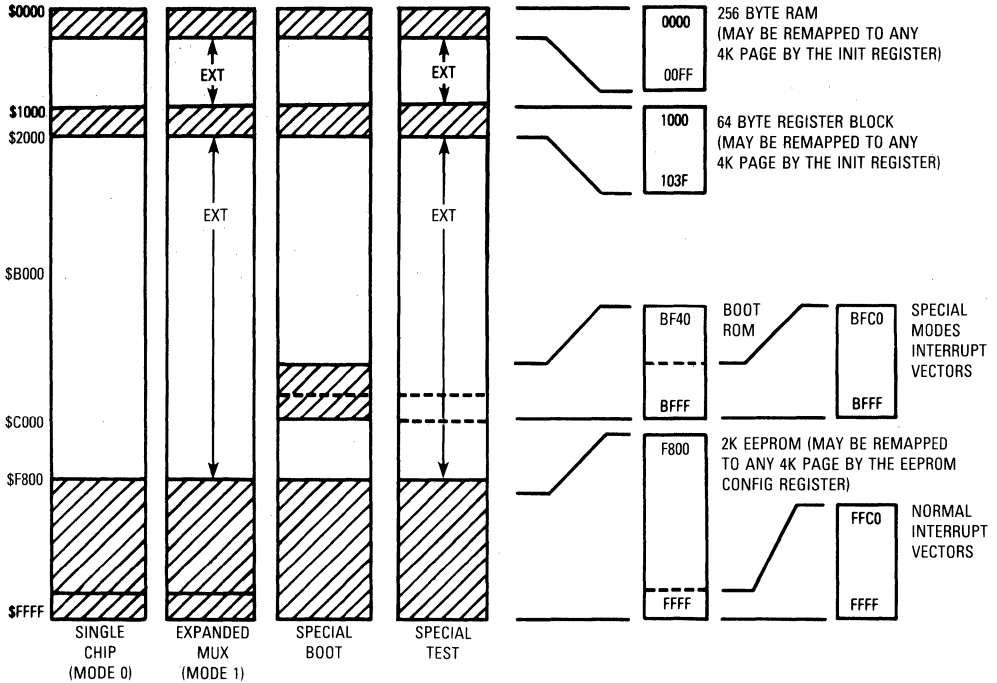 $0000
$1000
$2000
$B000
$C000
$F800
$FFFF
EXT
EXT
EXT
EXT
SINGLE
CHIP
(MODE 0)
EXPANDED
MUX
(MODE 1)
SPECIAL
BOOT
SPECIAL
TEST
0000
00FF
256 BYTE RAM
(MAY BE REMAPPED TO ANY
4K PAGE BY THE INIT REGISTER)
1000
103F
64 BYTE REGISTER BLOCK
(MAY BE REMAPPED TO ANY
4K PAGE BY THE INIT REGISTER)
BF40
BFFF
BOOT
ROM
BFC0
BFFF
SPECIAL
MODES
INTERRUPT
VECTORS
F800
FFFF
2K EEPROM (MAY BE REMAPPED
TO ANY 4K PAGE BY THE EEPROM
CONFIG REGISTER)
FFC0
FFFF
NORMAL
INTERRUPT
VECTORS